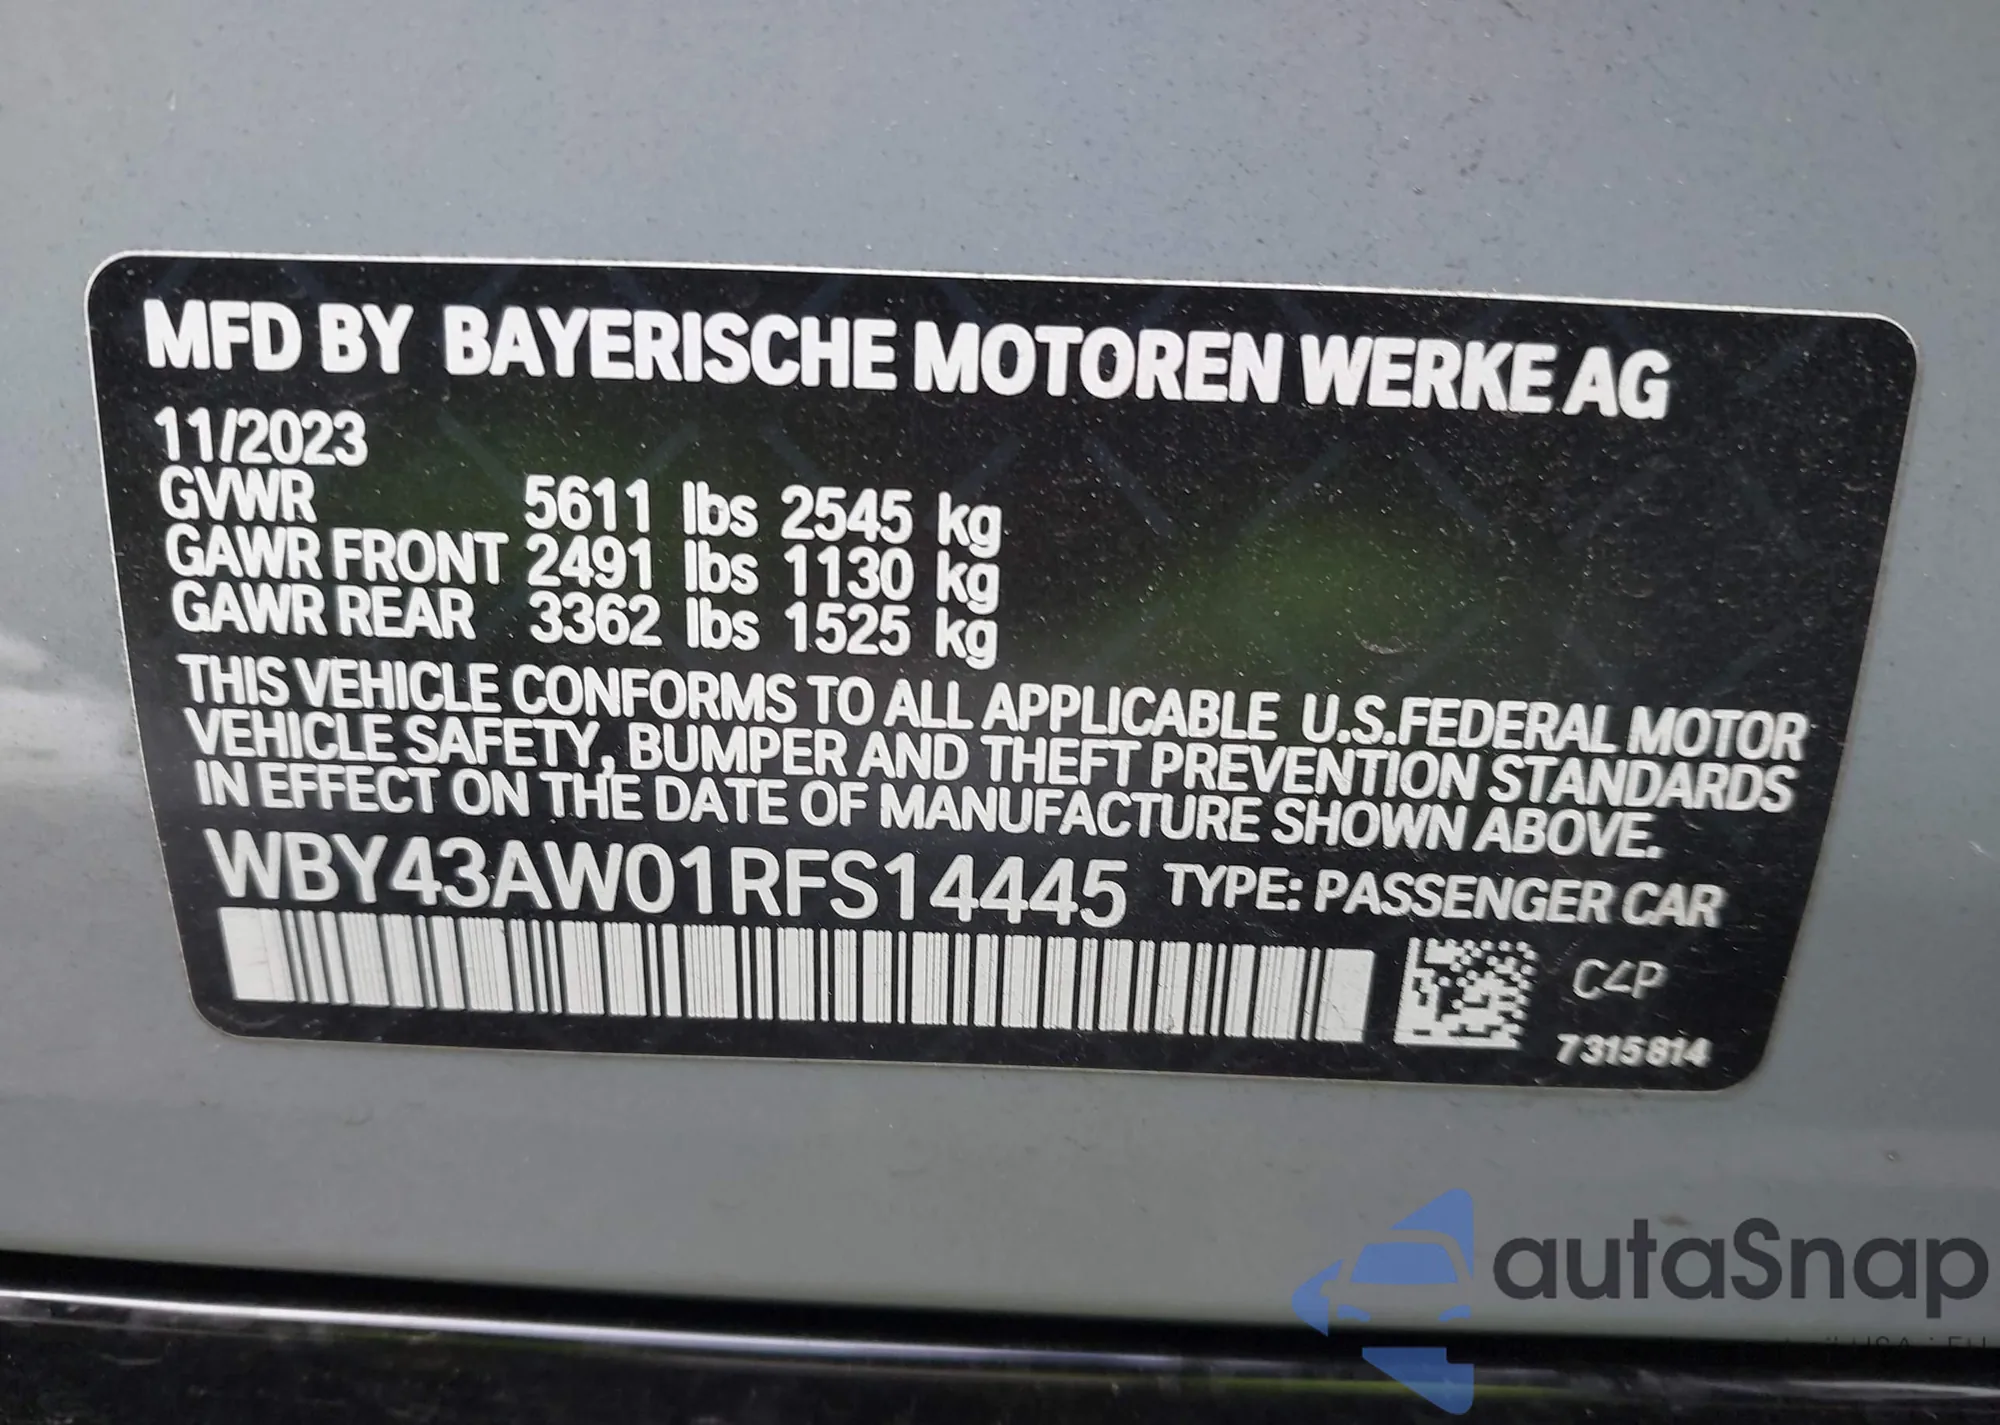 MFD BY BAYERISCHE MOTOREN WERKE AG
11/2023
GVWR 5611 lbs 2545 kg
GAWR FRONT 2491 lbs 1130 kg
GAWR REAR 3362 lbs 1525 kg
THIS VEHICLE CONFORMS TO ALL APPLICABLE U.S.FEDERAL MOTOR
VEHICLE SAFETY, BUMPER AND THEFT PREVENTION STANDARDS
IN EFFECT ON THE DATE OF MANUFACTURE SHOWN ABOVE.
WBY43AW01RFS14445 TYPE: PASSENGER CAR
C4P
7315814
autaSnap
USA i EU